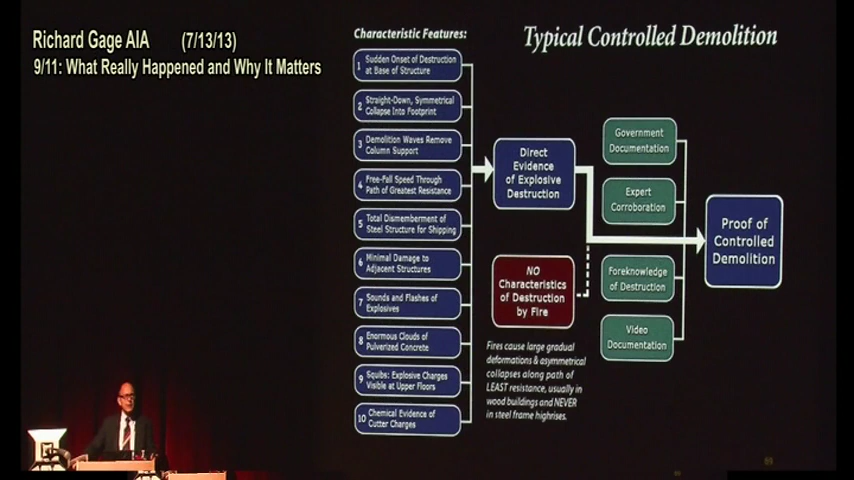 Richard Gage AIA (7/13/13)
9/11: What Really Happened and Why It Matters
Characteristic Features:
1 Sudden Onset of Destruction
at Base of Structure
2 Straight-Down, Symmetrical
Collapse Into Footprint
3 Demolition Waves Remove
Column Support
4 Free-Fall Speed Through
Path of Greatest Resistance
5 Total Dismemberment of
Steel Structure for Shipping
6 Minimal Damage to
Adjacent Structures
7 Sounds and Flashes of
Explosives
8 Enormous Clouds of
Pulverized Concrete
9 Squibs: Explosive Charges
Visible at Upper Floors
10 Chemical Evidence of
Cutter Charges
Typical Controlled Demolition
Direct
Evidence
of Explosive
Destruction
NO
Characteristics
of Destruction
by Fire
Fires cause large gradual
deformations & asymmetrical
collapses along path of
LEAST resistance, usually in
wood buildings and NEVER
in steel frame highrises.
Government
Documentation
Expert
Corroboration
Foreknowledge
of Destruction
Video
Documentation
Proof of
Controlled
Demolition